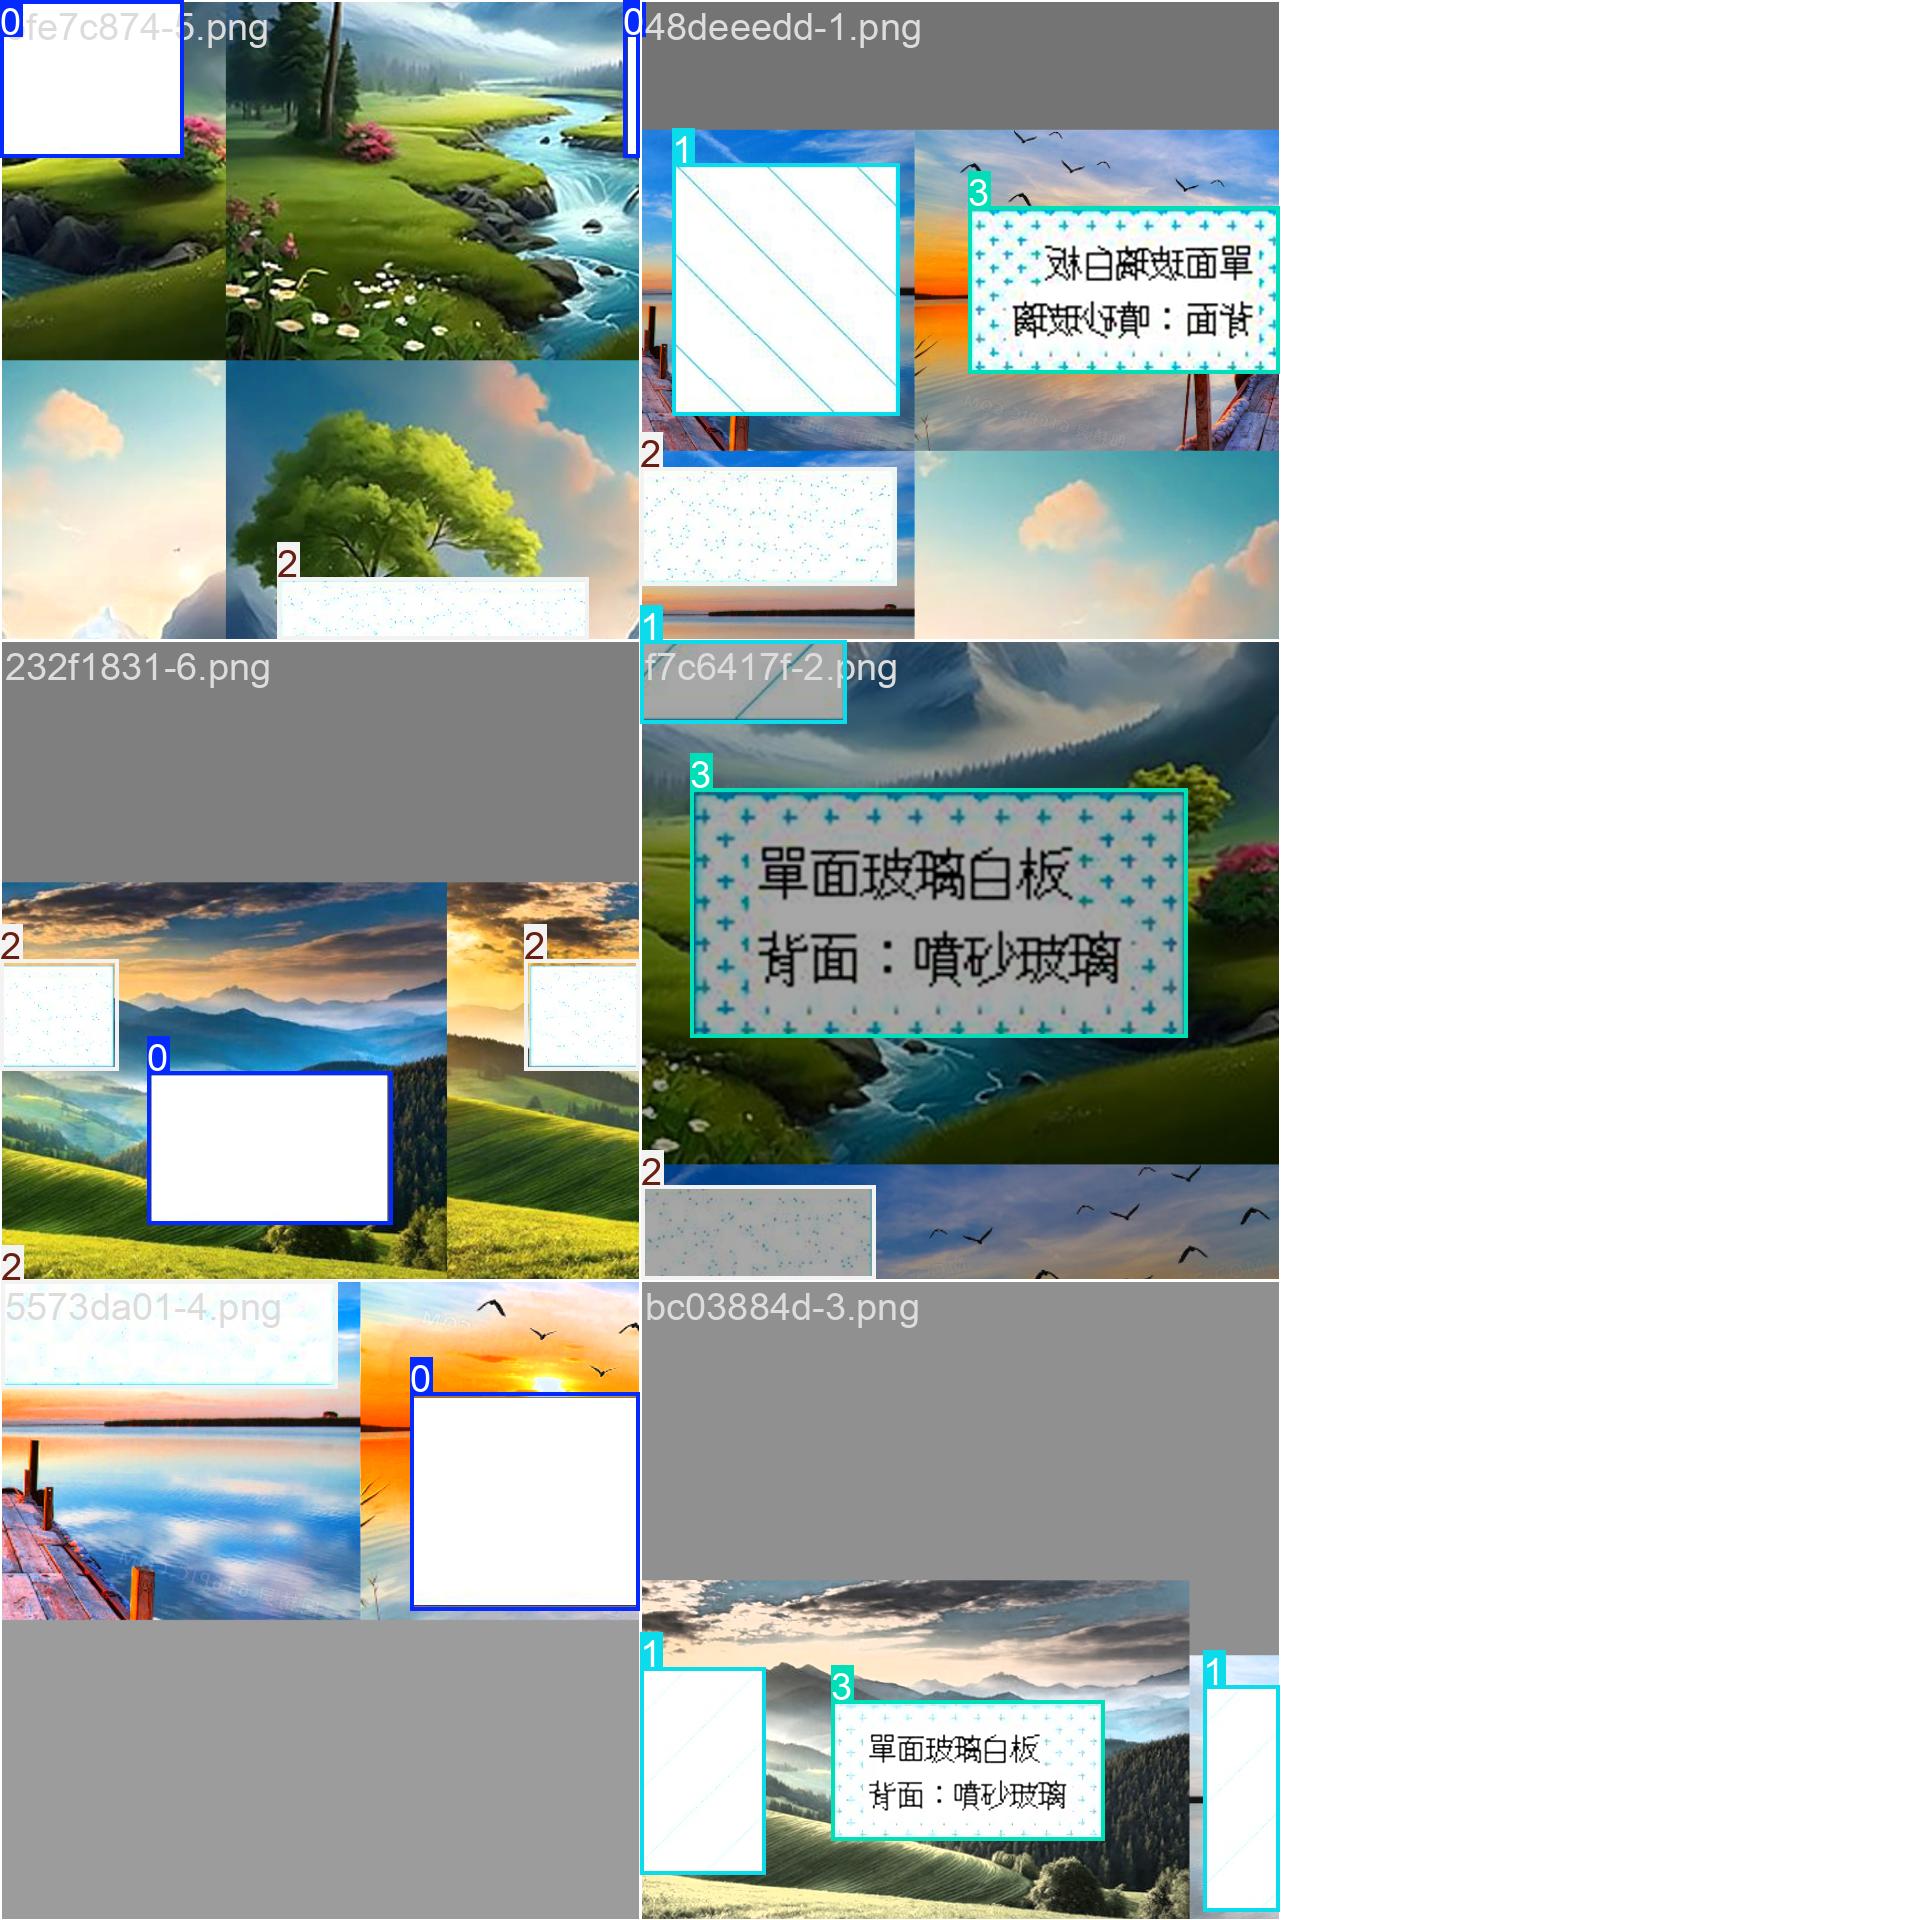 0
0
fe7c874-5.png
48deeedd-1.png
1
3
單面玻璃白板
背面：噴砂玻璃
2
2
1
232f1831-6.png
f7c6417f-2.png
3
單面玻璃白板
背面：噴砂玻璃
2
2
0
2
2
5573da01-4.png
bc03884d-3.png
0
1
3
1
單面玻璃白板
背面：噴砂玻璃